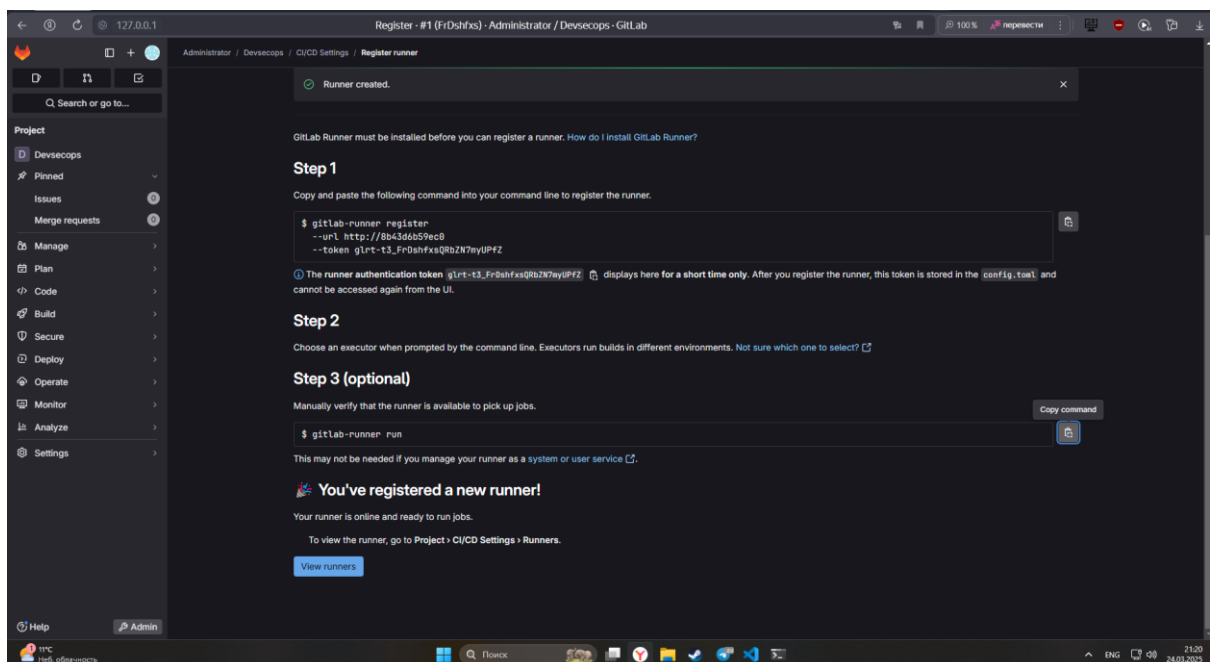 127.0.0.1
Register · #1 (FrDshfxs) · Administrator / Devsecops · GitLab
100%
перевести
Administrator / Devsecops / CI/CD Settings / Register runner
Search or go to...
Project
D Devsecops
Pinned
Issues 0
Merge requests 0
Manage
Plan
Code
Build
Secure
Deploy
Operate
Monitor
Analyze
Settings
Help
Admin
Runner created.
GitLab Runner must be installed before you can register a runner. How do I install GitLab Runner?
Step 1
Copy and paste the following command into your command line to register the runner.
$ gitlab-runner register
--url http://8b43d6b59ec0
--token glrt-t3_FrDshfxsQRbZN7myUPfZ
The runner authentication token glrt-t3_FrDshfxsQRbZN7myUPfZ displays here for a short time only. After you register the runner, this token is stored in the config.toml and
cannot be accessed again from the UI.
Step 2
Choose an executor when prompted by the command line. Executors run builds in different environments. Not sure which one to select?
Step 3 (optional)
Manually verify that the runner is available to pick up jobs.
Copy command
$ gitlab-runner run
This may not be needed if you manage your runner as a system or user service.
You've registered a new runner!
Your runner is online and ready to run jobs.
To view the runner, go to Project > CI/CD Settings > Runners.
View runners
11°C
Неб. облачность
Поиск
ENG
21:20
24.03.2025